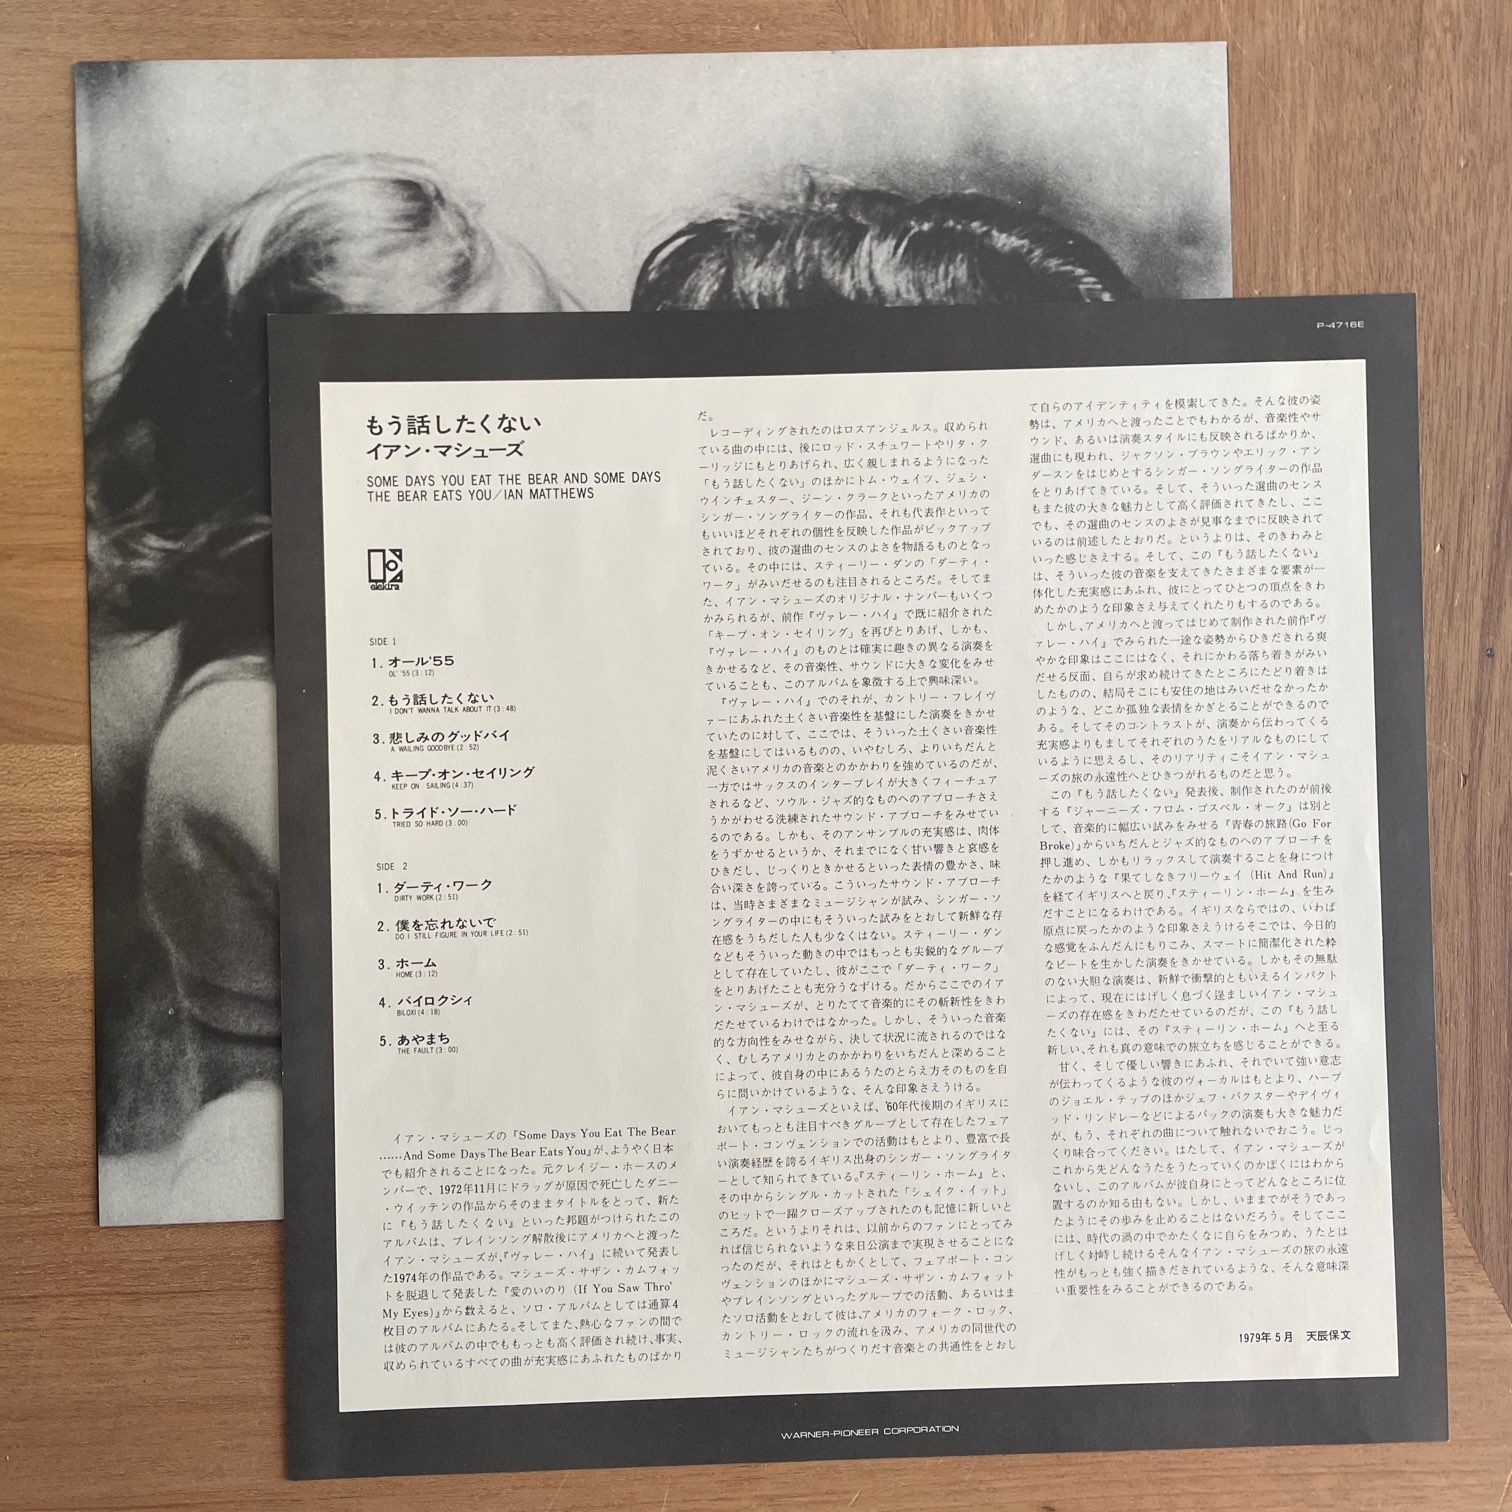 P-4716E
もう話したくない
イアン・マシューズ
SOME DAYS YOU EAT THE BEAR AND SOME DAYS
THE BEAR EATS YOU／IAN MATTHEWS
elektra
SIDE 1
1. オール'55
OL' '55 (3:12)
2. もう話したくない
I DON'T WANNA TALK ABOUT IT (3:48)
3. 悲しみのグッドバイ
A WAILING GOODBYE (2:52)
4. キープ・オン・セイリング
KEEP ON SAILING (4:37)
5. トライド・ソー・ハード
TRIED SO HARD (3:00)
SIDE 2
1. ダーティ・ワーク
DIRTY WORK (2:51)
2. 僕を忘れないで
DO I STILL FIGURE IN YOUR LIFE (2:51)
3. ホーム
HOME (3:12)
4. バイロクシィ
BILOXI (4:18)
5. あやまち
THE FAULT (3:00)
イアン・マシューズの『Some Days You Eat The Bear
……And Some Days The Bear Eats You』が、ようやく日本
でも紹介されることになった。元クレイジー・ホースのメ
ンバーで、1972年11月にドラッグが原因で死亡したダニー
・ウイッテンの作品からそのままタイトルをとって、新た
に『もう話したくない』といった邦題がつけられたこの
アルバムは、プレインソング解散後にアメリカへと渡った
イアン・マシューズが、『ヴァレー・ハイ』に続いて発表し
た1974年の作品である。マシューズ・サザン・カムフォッ
トを脱退して発表した『愛のいのり (If You Saw Thro'
My Eyes)』から数えると、ソロ・アルバムとしては通算4
枚目のアルバムにあたる。そしてまた、熱心なファンの間で
は彼のアルバムの中でももっとも高く評価され続け、事実、
収められているすべての曲が充実感にあふれたものばかり
だ。
レコーディングされたのはロスアンジェルス。収められ
ている曲の中には、後にロッド・スチュワートやリタ・ク
ーリッジにもとりあげられ、広く親しまれるようになった
「もう話したくない」のほかにトム・ウェイツ、ジェシ・
ウインチェスター、ジーン・クラークといったアメリカの
シンガー・ソングライターの作品、それも代表作といって
もいいほどそれぞれの個性を反映した作品がピックアップ
されており、彼の選曲のセンスのよさを物語るものとなっ
ている。その中には、スティーリー・ダンの「ダーティ・
ワーク」がみいだせるのも注目されるところだ。そしてま
た、イアン・マシューズのオリジナル・ナンバーもいくつ
かみられるが、前作『ヴァレー・ハイ』で既に紹介された
「キープ・オン・セイリング」を再びとりあげ、しかも、
『ヴァレー・ハイ』のものとは確実に趣きの異なる演奏を
きかせるなど、その音楽性、サウンドに大きな変化をみせ
ていることも、このアルバムを象徴する上で興味深い。
『ヴァレー・ハイ』でのそれが、カントリー・フレイヴ
ァーにあふれた土くさい音楽性を基盤にした演奏をきかせ
ていたのに対して、ここでは、そういった土くさい音楽性
を基盤にしてはいるものの、いやむしろ、よりいちだんと
泥くさいアメリカの音楽とのかかわりを強めているのだが、
一方ではサックスのインタープレイが大きくフィーチュア
されるなど、ソウル・ジャズ的なものへのアプローチさえ
うかがわせる洗練されたサウンド・アプローチをみせてい
るのである。しかも、そのアンサンブルの充実感は、肉体
をうずかせるというか、それまでになく甘い響きと哀感を
ひきだし、じっくりときかせるといった表情の豊かさ、味
合い深さを誇っている。こういったサウンド・アプローチ
は、当時さまざまなミュージシャンが試み、シンガー・ソ
ングライターの中にもそういった試みをとおして新鮮な存
在感をうちだした人も少なくはない。スティーリー・ダン
などもそういった動きの中ではもっとも尖鋭的なグループ
として存在していたし、彼がここで「ダーティ・ワーク」
をとりあげたことも充分うなずける。だからここでのイア
ン・マシューズが、とりたてて音楽的にその斬新性をきわ
だたせているわけではなかった。しかし、そういった音楽
的な方向性をみせながら、決して状況に流されるのではな
く、むしろアメリカとのかかわりをいちだんと深めること
によって、彼自身の中にあるうたのとらえ方そのものを自
らに問いかけているような、そんな印象さえうける。
イアン・マシューズといえば、'60年代後期のイギリスに
おいてもっとも注目すべきグループとして存在したフェア
ポート・コンヴェンションでの活動はもとより、豊富で長
い演奏経歴を誇るイギリス出身のシンガー・ソングライタ
ーとして知られてきている。『スティーリン・ホーム』と、
その中からシングル・カットされた「シェイク・イット」
のヒットで一躍クローズアップされたのも記憶に新しいと
ころだ。というよりそれは、以前からのファンにとってみ
れば信じられないような来日公演まで実現させることにな
ったのだが、それはともかくとして、フェアポート・コン
ヴェンションのほかにマシューズ・サザン・カムフォット
やプレインソングといったグループでの活動、あるいはま
たソロ活動をとおして彼は、アメリカのフォーク・ロック、
カントリー・ロックの流れを汲み、アメリカの同世代の
ミュージシャンたちがつくりだす音楽との共通性をとおし
て自らのアイデンティティを模索してきた。そんな彼の姿
勢は、アメリカへと渡ったことでもわかるが、音楽性やサ
ウンド、あるいは演奏スタイルにも反映されるばかりか、
選曲にも現われ、ジャクソン・ブラウンやエリック・アン
ダースンをはじめとするシンガー・ソングライターの作品
をとりあげてきている。そして、そういった選曲のセンス
もまた彼の大きな魅力として高く評価されてきたし、ここ
でも、その選曲のセンスのよさが見事なまでに反映されて
いるのは前述したとおりだ。というよりは、そのきわみと
いった感じさえする。そして、この『もう話したくない』
は、そういった彼の音楽を支えてきたさまざまな要素が一
体化した充実感にあふれ、彼にとってひとつの頂点をきわ
めたかのような印象さえ与えてくれたりもするのである。
しかし、アメリカへと渡ってはじめて制作された前作『ヴ
ァレー・ハイ』でみられた一途な姿勢からひきだされる爽
やかな印象はここにはなく、それにかわる落ち着きがみい
だせる反面、自らが求め続けてきたところにたどり着きは
したものの、結局そこにも安住の地はみいだせなかったか
のような、どこか孤独な表情をかぎとることができるので
ある。そしてそのコントラストが、演奏から伝わってくる
充実感よりもましてそれぞれのうたをリアルなものにして
いるように思えるし、そのリアリティこそイアン・マシュ
ーズの旅の永遠性へとひきつがれるものだと思う。
この『もう話したくない』発表後、制作されたのが前後
する『ジャーニーズ・フロム・ゴスペル・オーク』は別と
して、音楽的に幅広い試みをみせる『青春の旅路(Go For
Broke)』からいちだんとジャズ的なものへのアプローチを
押し進め、しかもリラックスして演奏することを身につけ
たかのような『果てしなきフリーウェイ (Hit And Run)』
を経てイギリスへと戻り、『スティーリン・ホーム』を生み
だすことになるわけである。イギリスならではの、いわば
原点に戻ったかのような印象さえうけるそこでは、今日的
な感覚をふんだんにもりこみ、スマートに簡潔化された粋
なビートを生かした演奏をきかせている。しかもその無駄
のない大胆な演奏は、新鮮で衝撃的ともいえるインパクト
によって、現在にはげしく息づく逞ましいイアン・マシュ
ーズの存在感をきわだたせているのだが、この『もう話し
たくない』には、その『スティーリン・ホーム』へと至る
新しい、それも真の意味での旅立ちを感じることができる。
甘く、そして優しい響きにあふれ、それでいて強い意志
が伝わってくるような彼のヴォーカルはもとより、ハープ
のジョエル・テップのほかジェフ・バクスターやデイヴィ
ッド・リンドレーなどによるバックの演奏も大きな魅力だ
が、もう、それぞれの曲について触れないでおこう。じっ
くり味合ってください。はたして、イアン・マシューズが
これから先どんなうたをうたっていくのかぼくにはわから
ないし、このアルバムが彼自身にとってどんなところに位
置するのか知る由もない。しかし、いままでがそうであっ
たようにその歩みを止めることはないだろう。そしてここ
には、時代の渦の中でかたくなに自らをみつめ、うたとは
げしく対峙し続けるそんなイアン・マシューズの旅の永遠
性がもっとも強く描きだされているような、そんな意味深
い重要性をみることができるのである。
1979年5月 天辰保文
WARNER-PIONEER CORPORATION